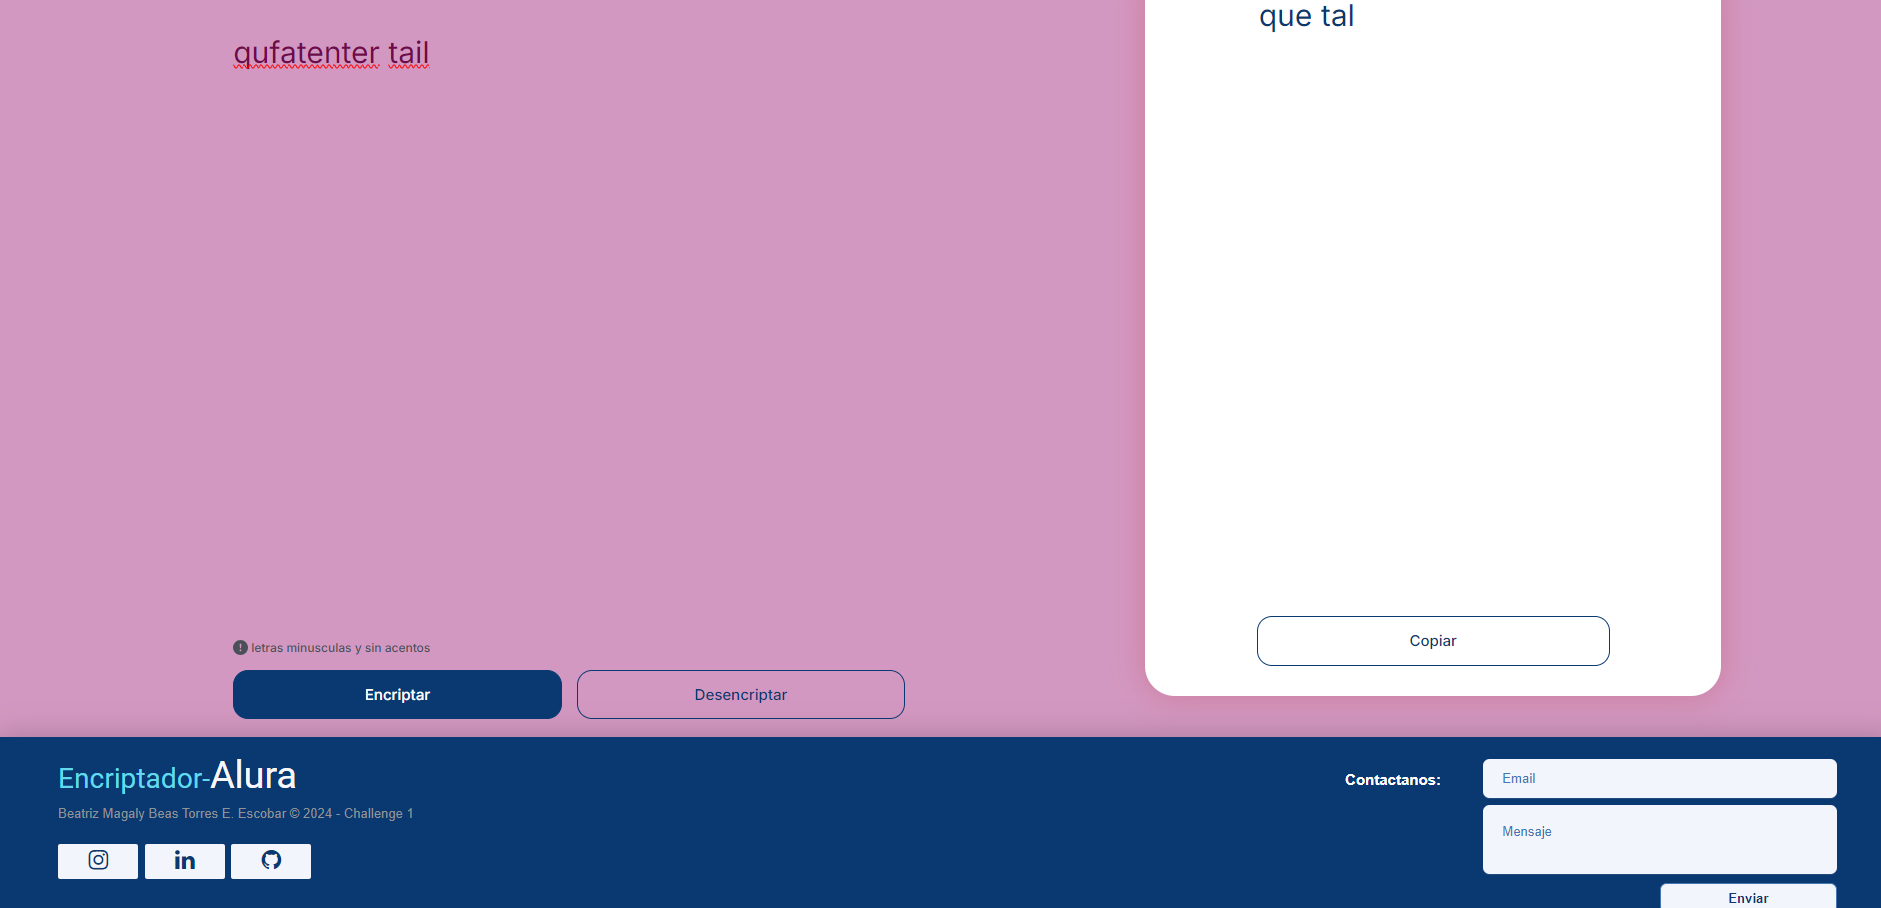 qufatenter tail
letras minusculas y sin acentos
Encriptar
Desencriptar
que tal
Copiar
Encriptador-Alura
Beatriz Magaly Beas Torres E. Escobar © 2024 - Challenge 1
Contactanos:
Email
Mensaje
Enviar